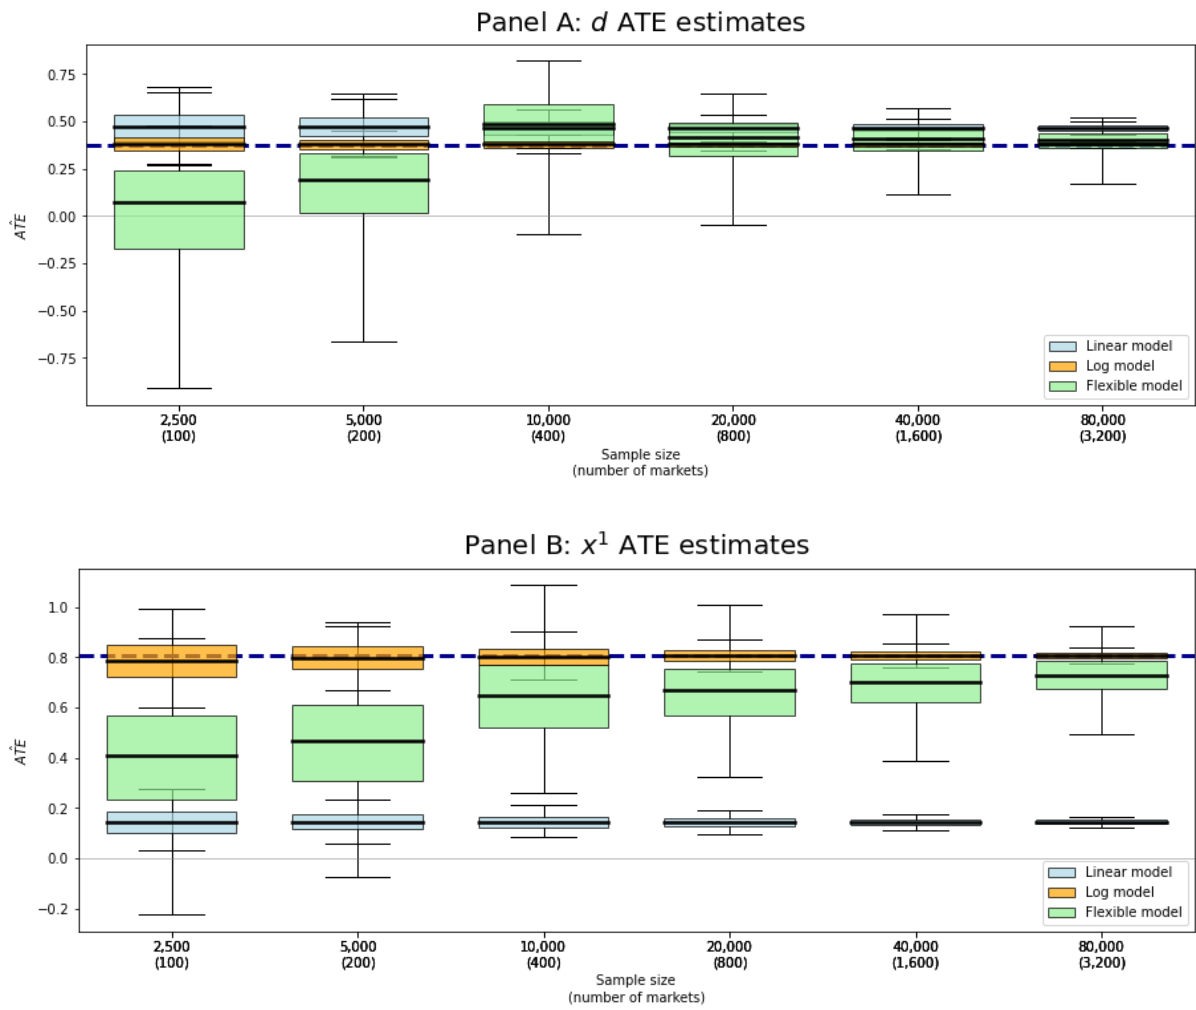 Panel A: d ATE estimates
0.75
0.50
0.25
0.00
−0.25
−0.50
−0.75
AT̂E
Linear model
Log model
Flexible model
2,500 5,000 10,000 20,000 40,000 80,000
(100) (200) (400) (800) (1,600) (3,200)
Sample size
(number of markets)
Panel B: x¹ ATE estimates
1.0
0.8
0.6
0.4
0.2
0.0
−0.2
AT̂E
Linear model
Log model
Flexible model
2,500 5,000 10,000 20,000 40,000 80,000
(100) (200) (400) (800) (1,600) (3,200)
Sample size
(number of markets)